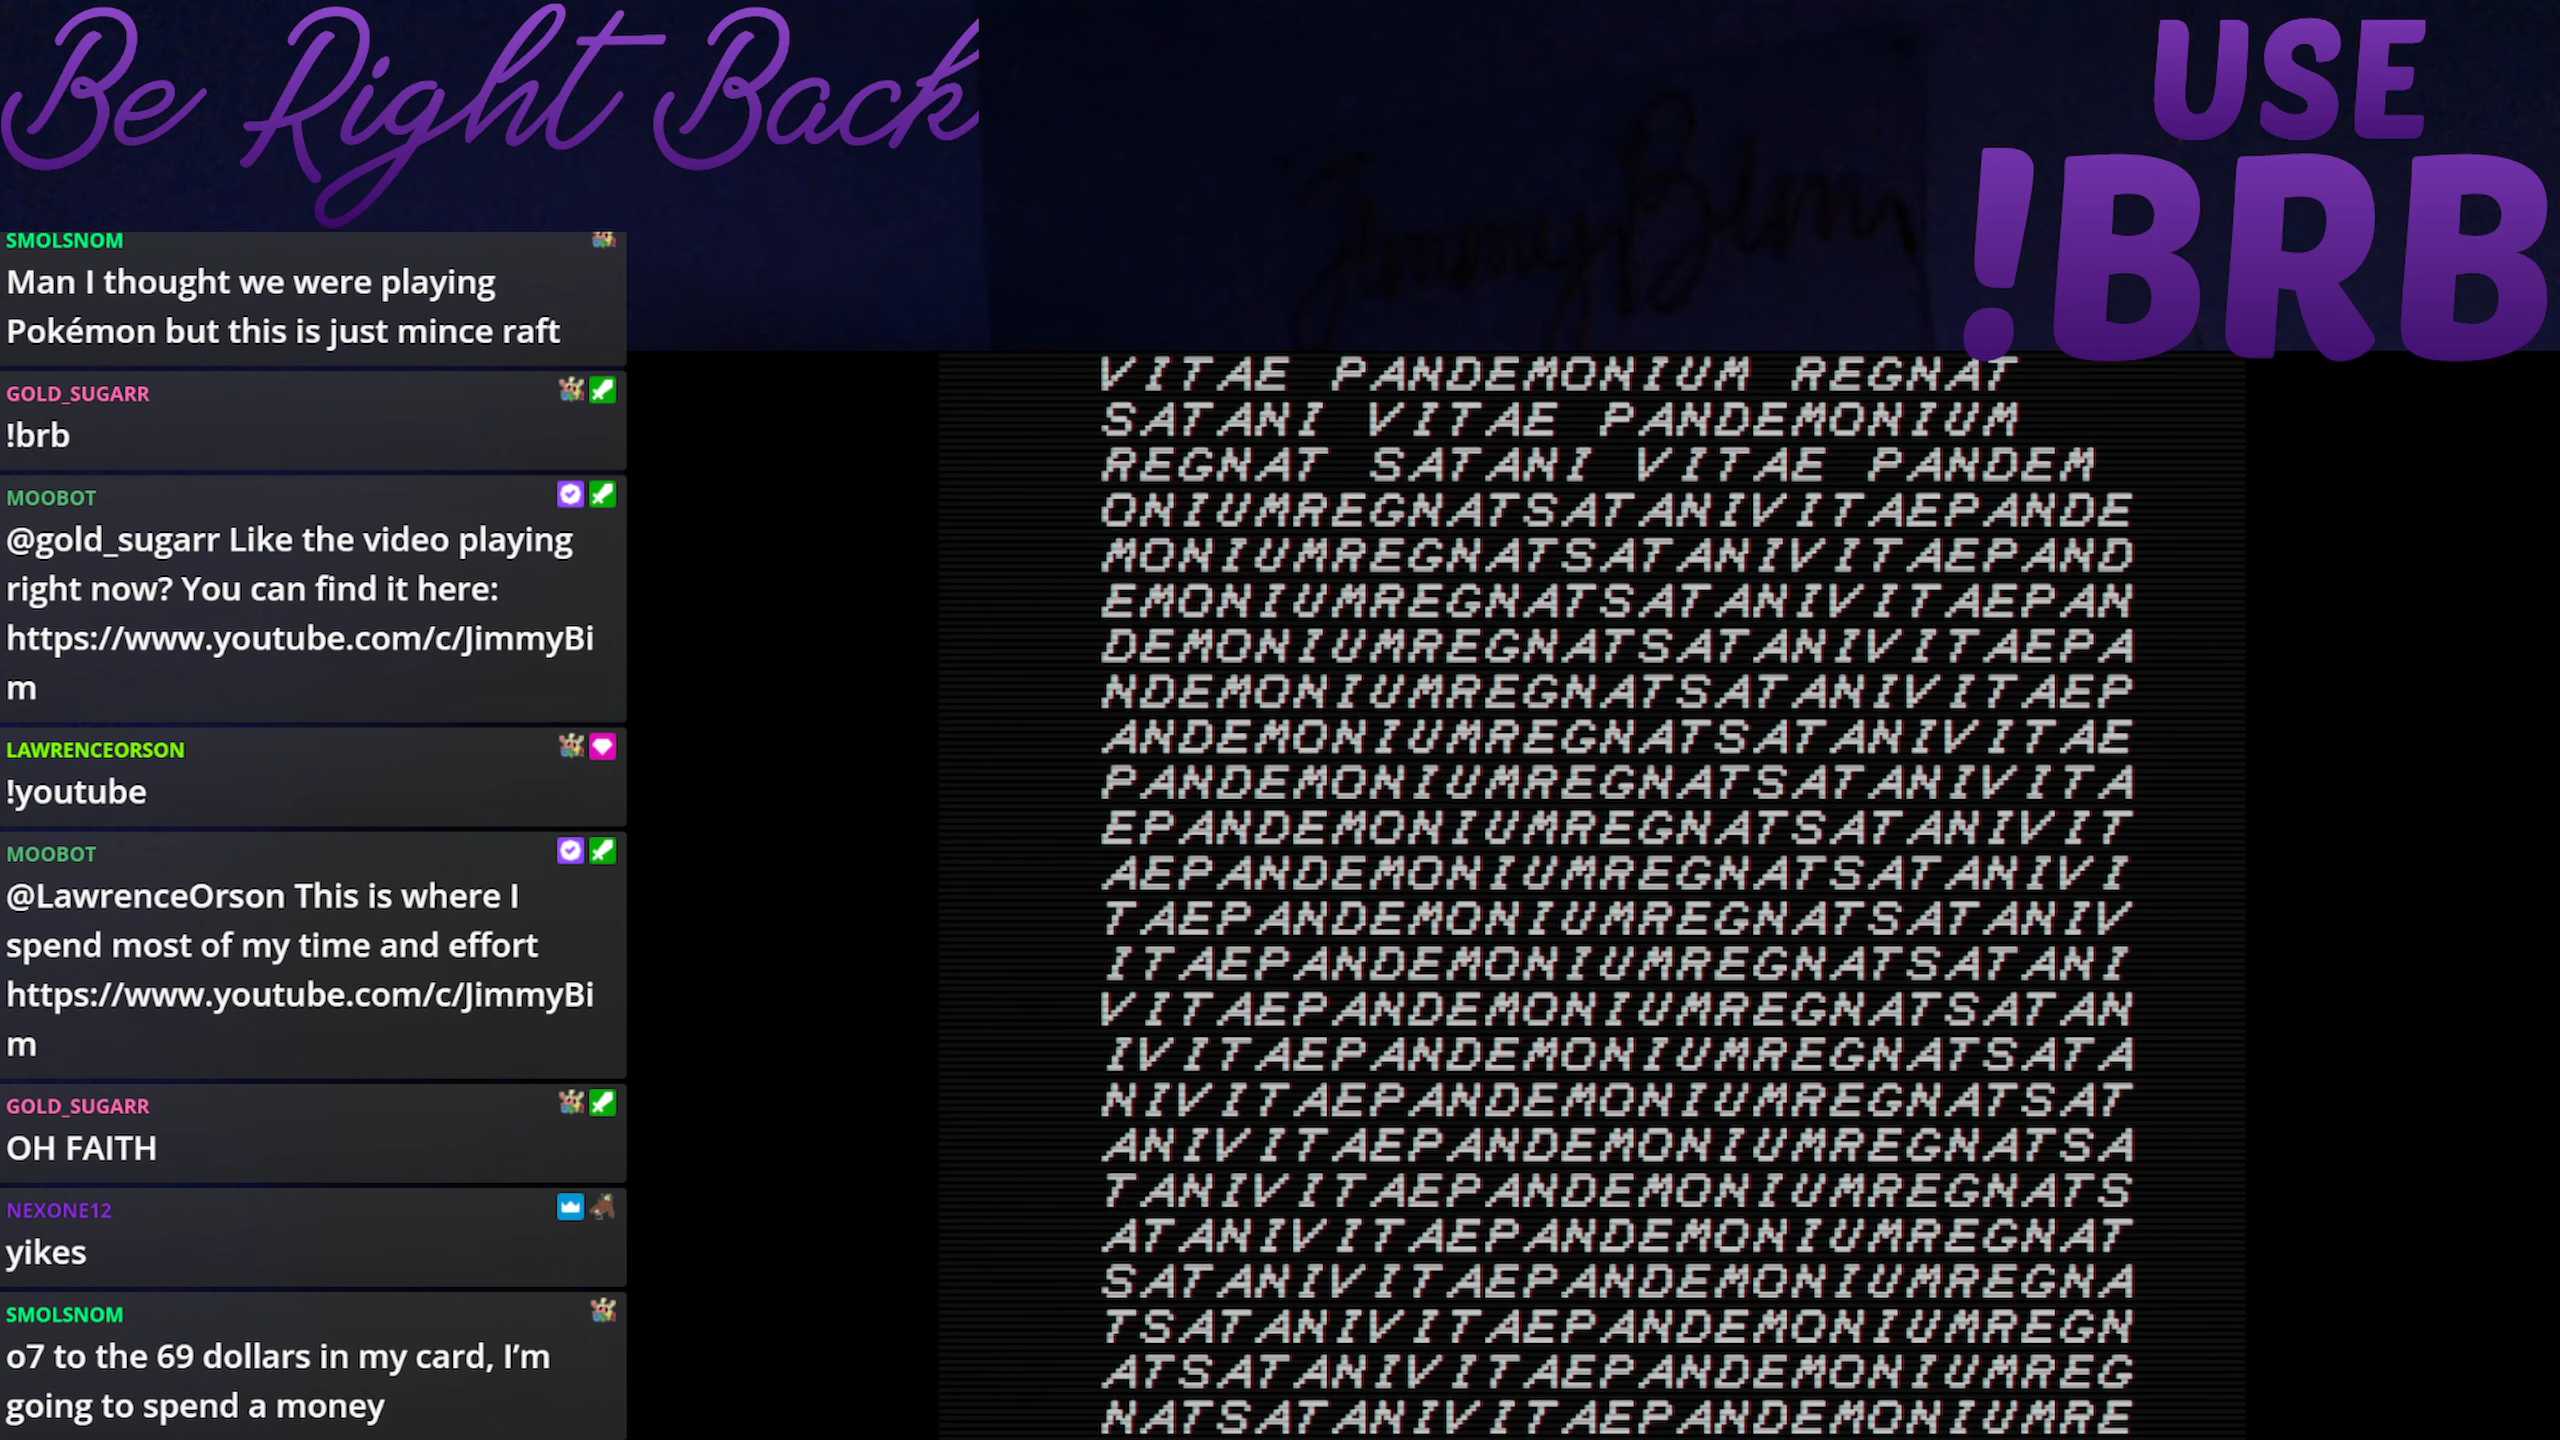 Be Right Back
USE
!BRB
Jimmy
SMOLSNOM
Man I thought we were playing
Pokémon but this is just mince raft
GOLD_SUGARR
!brb
MOOBOT
@gold_sugarr Like the video playing
right now? You can find it here:
https://www.youtube.com/c/JimmyBi
m
LAWRENCEORSON
!youtube
MOOBOT
@LawrenceOrson This is where I
spend most of my time and effort
https://www.youtube.com/c/JimmyBi
m
GOLD_SUGARR
OH FAITH
NEXONE12
yikes
SMOLSNOM
o7 to the 69 dollars in my card, I’m
going to spend a money
VITAE PANDEMONIUM REGNAT
SATANI VITAE PANDEMONIUM
REGNAT SATANI VITAE PANDEM
ONIUMREGNATSATANIVITAEPANDE
MONIUMREGNATSATANIVITAEPAND
EMONIUMREGNATSATANIVITAEPAN
DEMONIUMREGNATSATANIVITAEPA
NDEMONIUMREGNATSATANIVITAEP
ANDEMONIUMREGNATSATANIVITAE
PANDEMONIUMREGNATSATANIVITA
EPANDEMONIUMREGNATSATANIVIT
AEPANDEMONIUMREGNATSATANIVI
TAEPANDEMONIUMREGNATSATANIV
ITAEPANDEMONIUMREGNATSATANI
VITAEPANDEMONIUMREGNATSATAN
IVITAEPANDEMONIUMREGNATSATA
NIVITAEPANDEMONIUMREGNATSAT
ANIVITAEPANDEMONIUMREGNATSA
TANIVITAEPANDEMONIUMREGNATS
ATANIVITAEPANDEMONIUMREGNAT
SATANIVITAEPANDEMONIUMREGNA
TSATANIVITAEPANDEMONIUMREGN
ATSATANIVITAEPANDEMONIUMREG
NATSATANIVITAEPANDEMONIUMRE